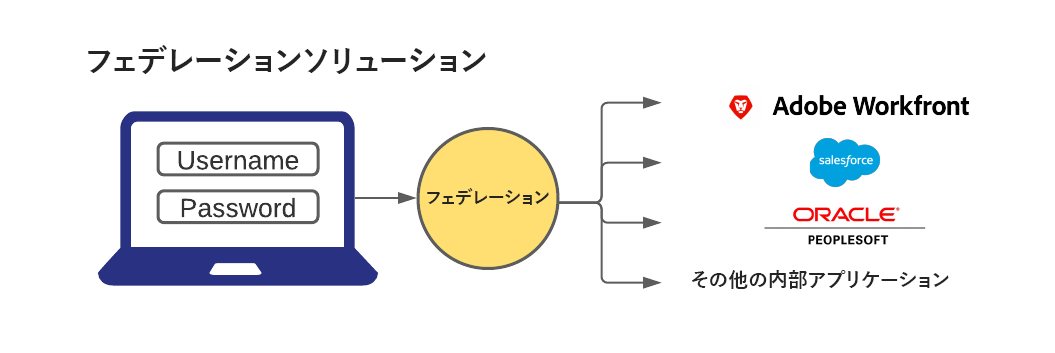 フェデレーションソリューション
Username
Password
フェデレーション
Adobe Workfront
salesforce
ORACLE®
PEOPLESOFT
その他の内部アプリケーション